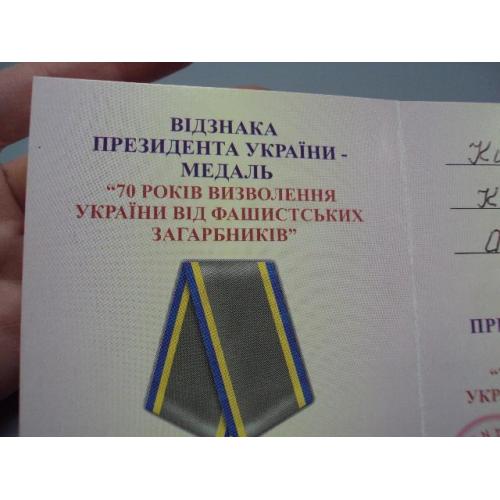 ВІДЗНАКА
ПРЕЗИДЕНТА УКРАЇНИ -
МЕДАЛЬ
“70 РОКІВ ВИЗВОЛЕННЯ
УКРАЇНИ ВІД ФАШИСТСЬКИХ
ЗАГАРБНИКІВ”